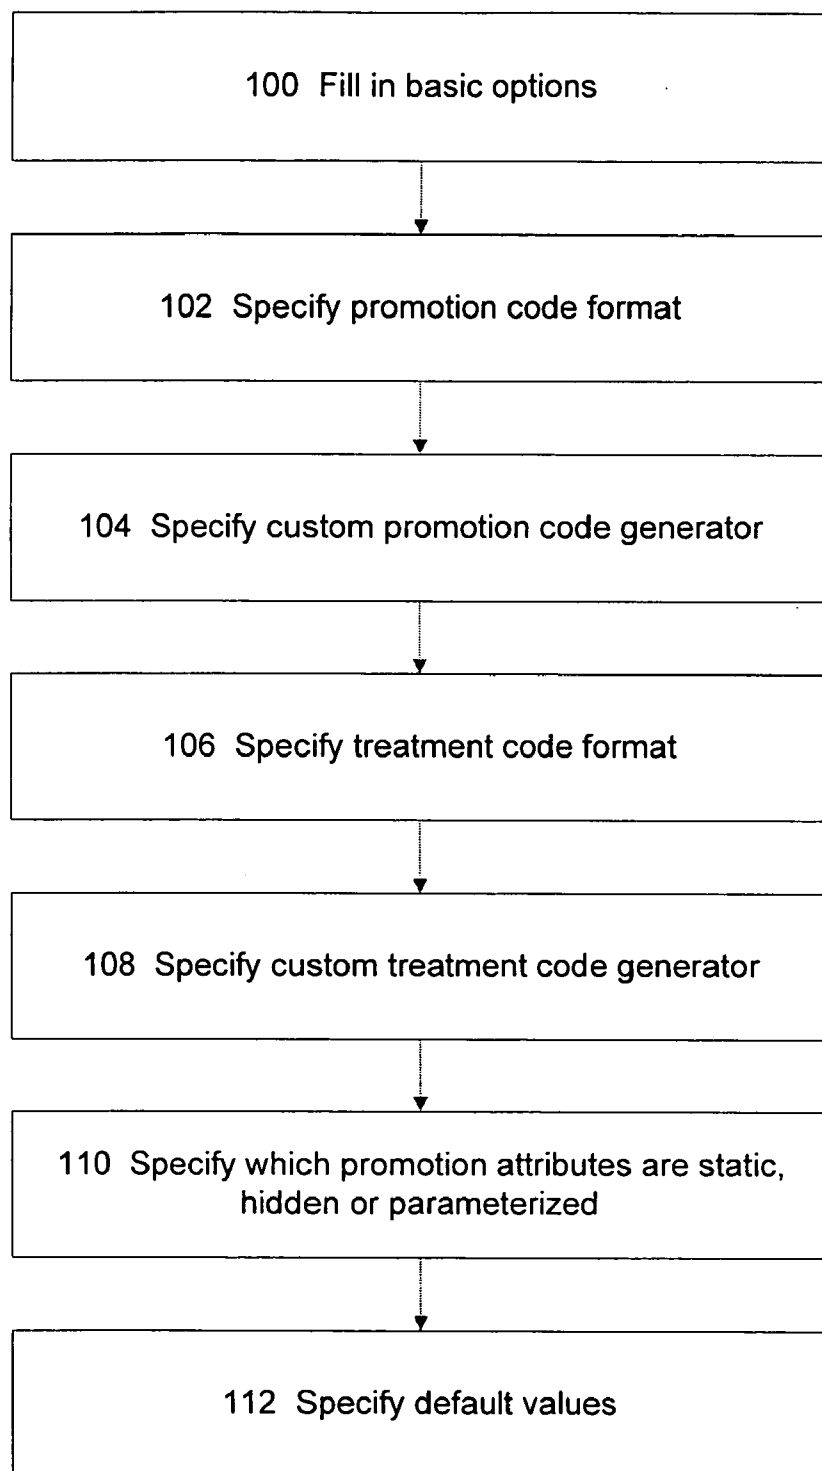 100 Fill in basic options
102 Specify promotion code format
104 Specify custom promotion code generator
106 Specify treatment code format
108 Specify custom treatment code generator
110 Specify which promotion attributes are static,
hidden or parameterized
112 Specify default values